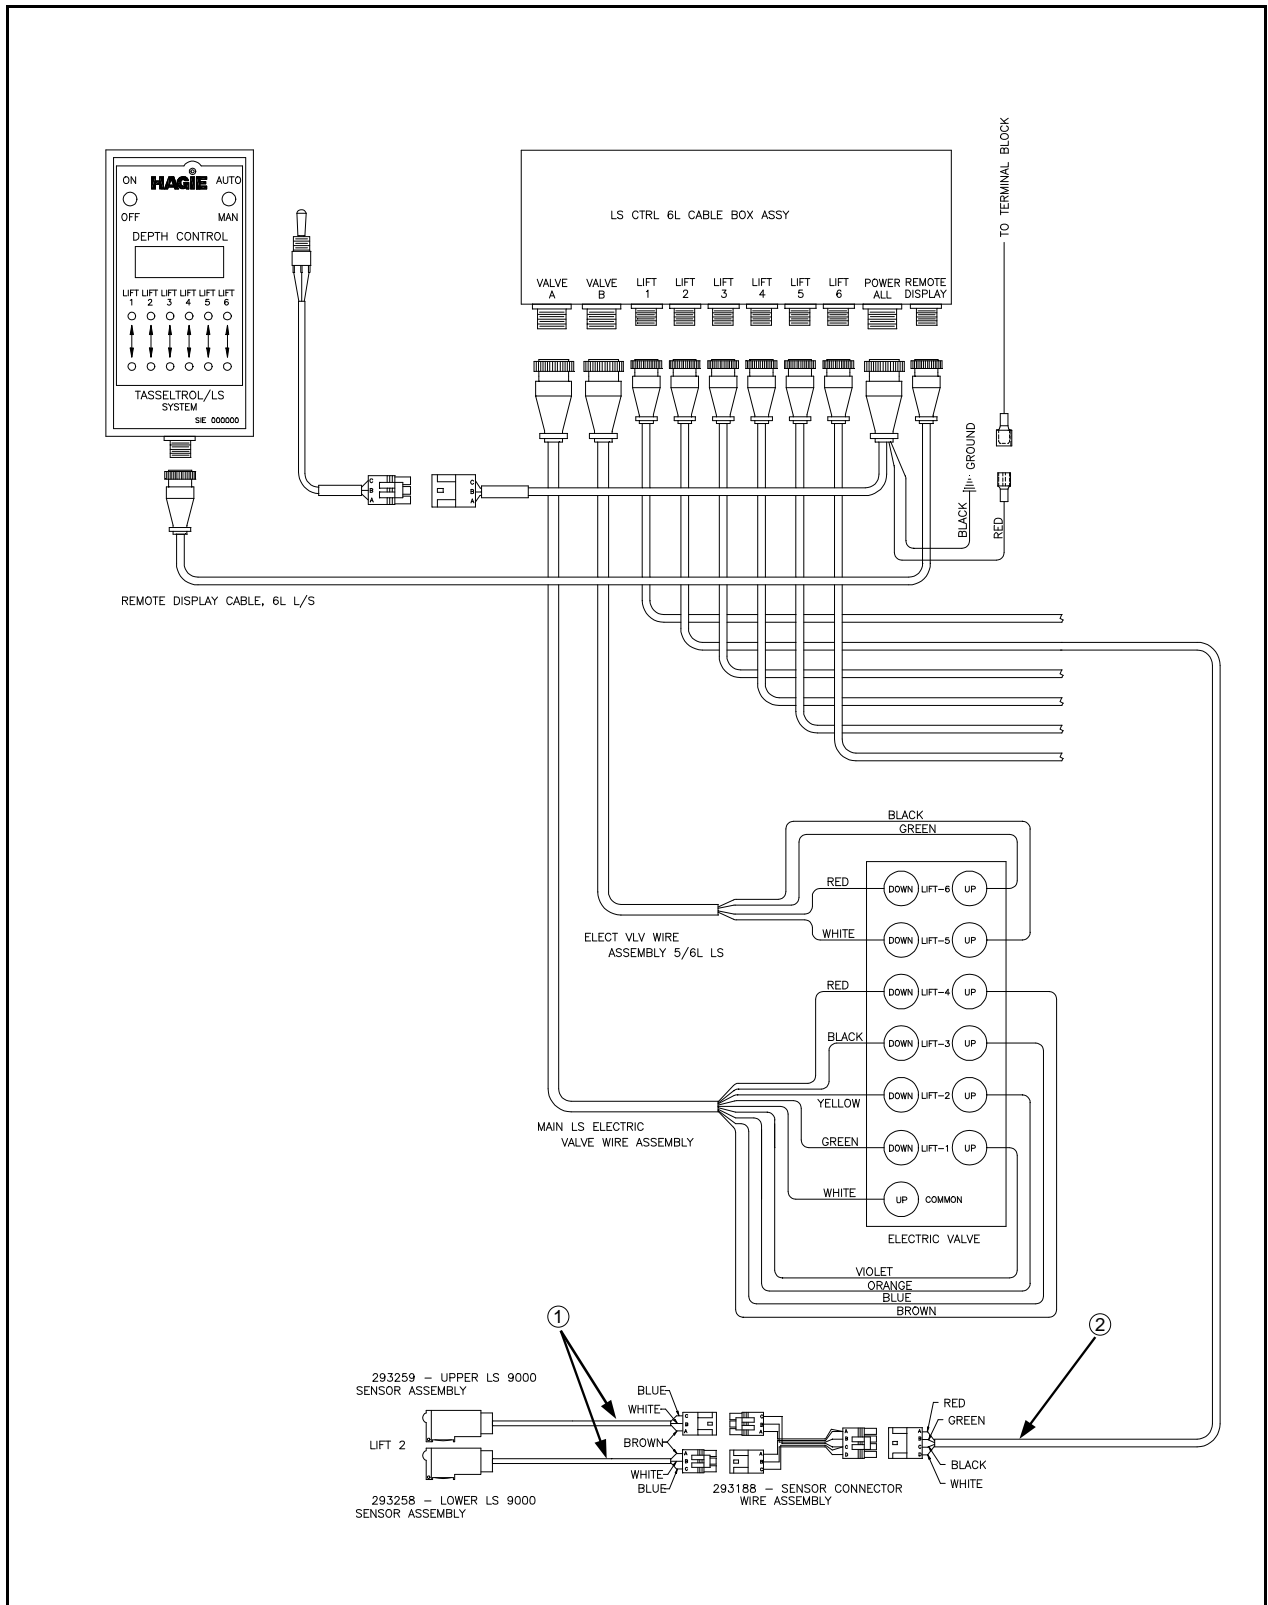 ON HAGIE AUTO
OFF MAN
DEPTH CONTROL
LIFT LIFT LIFT LIFT LIFT LIFT
1 2 3 4 5 6
TASSELTROL/LS
SYSTEM
SIE 000000
LS CTRL 6L CABLE BOX ASSY
VALVE VALVE LIFT LIFT LIFT LIFT LIFT LIFT POWER REMOTE
A B 1 2 3 4 5 6 ALL DISPLAY
TO TERMINAL BLOCK
GROUND
BLACK
RED
C
B
A
C
B
A
REMOTE DISPLAY CABLE, 6L L/S
BLACK
GREEN
RED
DOWN LIFT-6 UP
WHITE
DOWN LIFT-5 UP
ELECT VLV WIRE
ASSEMBLY 5/6L LS
RED
DOWN LIFT-4 UP
BLACK
DOWN LIFT-3 UP
YELLOW
DOWN LIFT-2 UP
GREEN
DOWN LIFT-1 UP
WHITE
UP COMMON
MAIN LS ELECTRIC
VALVE WIRE ASSEMBLY
ELECTRIC VALVE
VIOLET
ORANGE
BLUE
BROWN
1
2
293259 - UPPER LS 9000
SENSOR ASSEMBLY
LIFT 2
293258 - LOWER LS 9000
SENSOR ASSEMBLY
BLUE
WHITE
BROWN
WHITE
BLUE
C
B
A
A
B
C
C
B
A
A
B
C
A
B
C
D
A
B
C
D
RED
GREEN
BLACK
WHITE
293188 - SENSOR CONNECTOR
WIRE ASSEMBLY